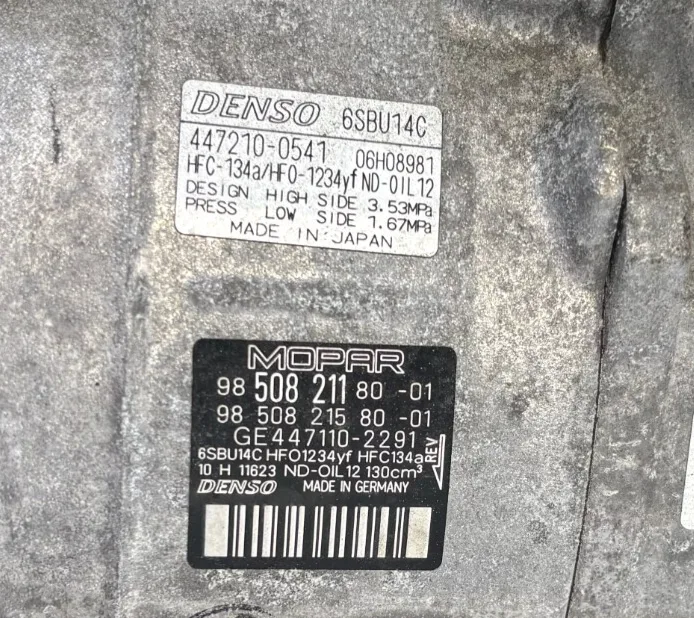 DENSO 6SBU14C
447210-0541 06H08981
HFC-134a/HFO-1234yf ND-OIL12
DESIGN HIGH SIDE 3.53MPa
PRESS LOW SIDE 1.67MPa
MADE IN JAPAN
MOPAR
98 508 211 80 -01
98 508 215 80 -01
GE447110-2291
6SBU14C HFO1234yf HFC134a
10 H 11623 ND-OIL12 130cm³
REV
DENSO MADE IN GERMANY